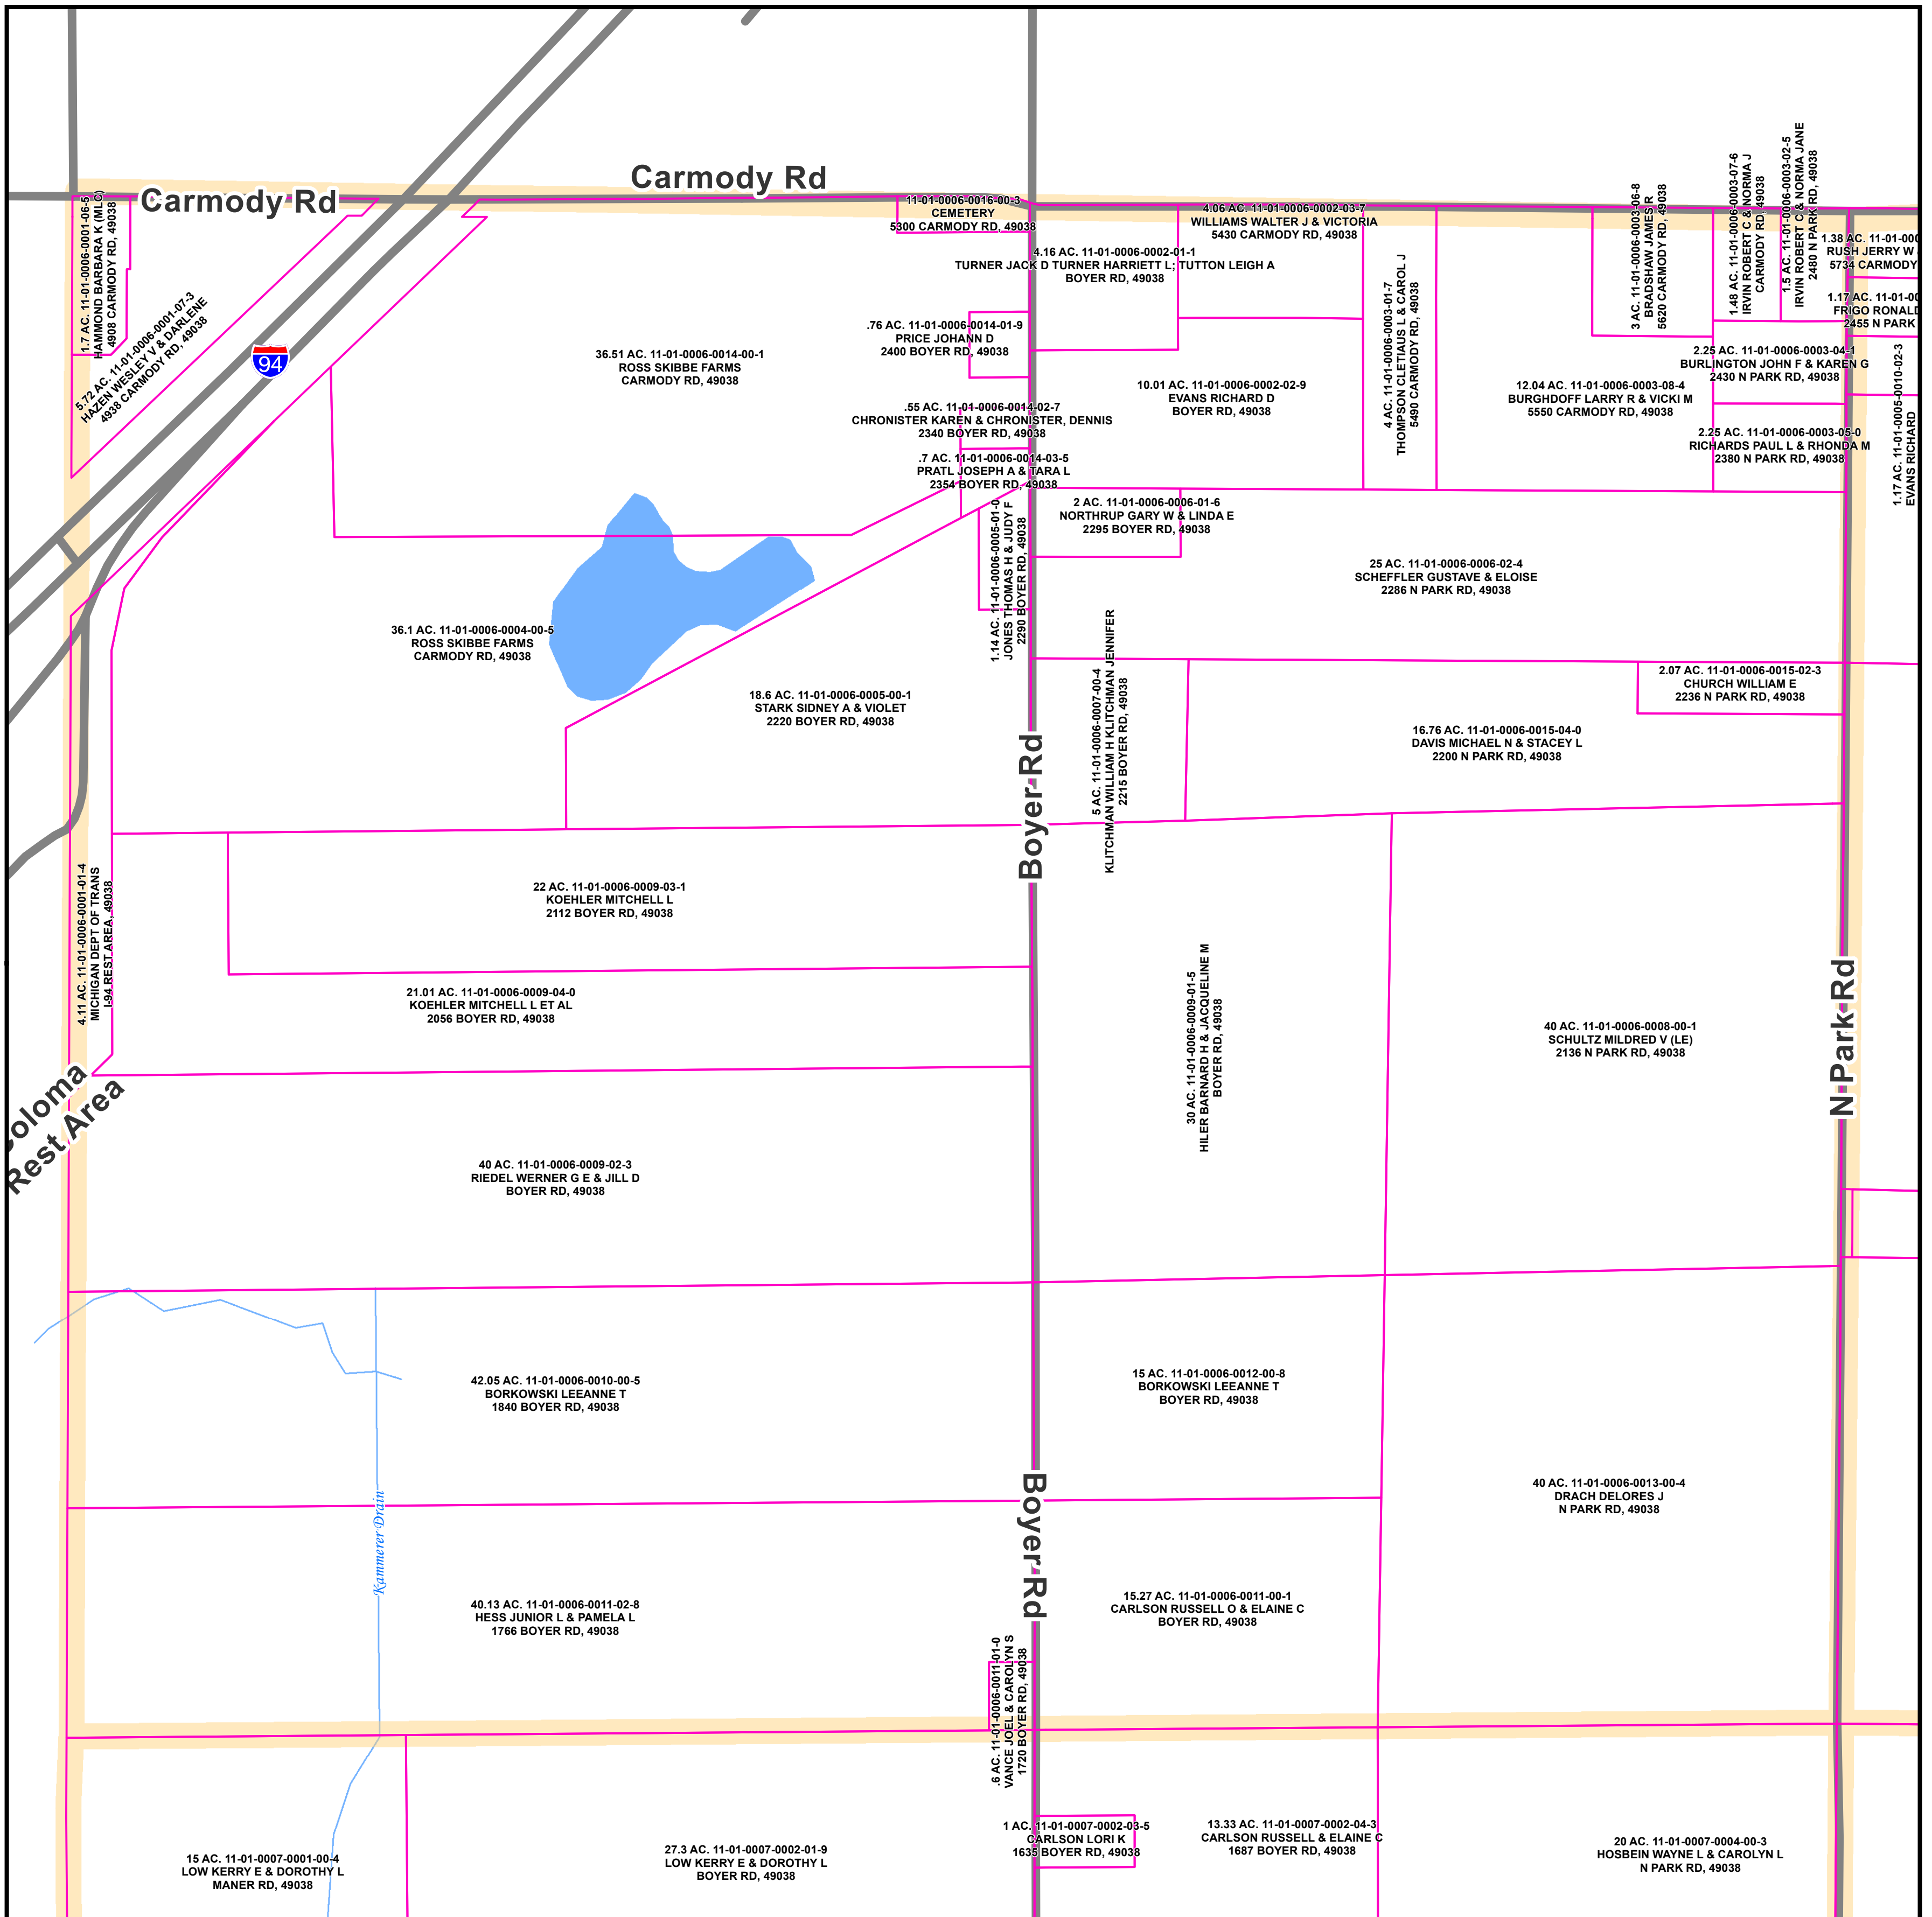 Carmody Rd
Carmody Rd
1.7 AC. 11-01-0006-0001-06-5
HAMMOND BARBARA K (MLC)
4908 CARMODY RD, 49038
5.72 AC. 11-01-0006-0001-07-3
HAZEN WESLEY V & DARLENE
4938 CARMODY RD, 49038
94
11-01-0006-0016-00-3
CEMETERY
5300 CARMODY RD, 49038
4.06 AC. 11-01-0006-0002-03-7
WILLIAMS WALTER J & VICTORIA
5430 CARMODY RD, 49038
4.16 AC. 11-01-0006-0002-01-1
TURNER JACK D TURNER HARRIETT L; TUTTON LEIGH A
BOYER RD, 49038
4 AC. 11-01-0006-0003-01-7
THOMPSON CLETIAUS L & CAROL J
5490 CARMODY RD, 49038
3 AC. 11-01-0006-0003-06-8
BRADSHAW JAMES R
5620 CARMODY RD, 49038
1.48 AC. 11-01-0006-0003-07-6
IRVIN ROBERT C & NORMA J
CARMODY RD, 49038
1.5 AC. 11-01-0006-0003-02-5
IRVIN ROBERT C & NORMA JANE
2480 N PARK RD, 49038
1.38 AC. 11-01-000
RUSH JERRY W
5734 CARMODY
1.17 AC. 11-01-00
FRIGO RONALD
2455 N PARK
36.51 AC. 11-01-0006-0014-00-1
ROSS SKIBBE FARMS
CARMODY RD, 49038
.76 AC. 11-01-0006-0014-01-9
PRICE JOHANN D
2400 BOYER RD, 49038
10.01 AC. 11-01-0006-0002-02-9
EVANS RICHARD D
BOYER RD, 49038
12.04 AC. 11-01-0006-0003-08-4
BURGHDOFF LARRY R & VICKI M
5550 CARMODY RD, 49038
2.25 AC. 11-01-0006-0003-04-1
BURLINGTON JOHN F & KAREN G
2430 N PARK RD, 49038
2.25 AC. 11-01-0006-0003-05-0
RICHARDS PAUL L & RHONDA M
2380 N PARK RD, 49038
1.17 AC. 11-01-0005-0010-02-3
EVANS RICHARD
.55 AC. 11-01-0006-0014-02-7
CHRONISTER KAREN & CHRONISTER, DENNIS
2340 BOYER RD, 49038
.7 AC. 11-01-0006-0014-03-5
PRATL JOSEPH A & TARA L
2354 BOYER RD, 49038
2 AC. 11-01-0006-0006-01-6
NORTHRUP GARY W & LINDA E
2295 BOYER RD, 49038
1.14 AC. 11-01-0006-0005-01-0
JONES THOMAS H & JUDY F
2290 BOYER RD, 49038
25 AC. 11-01-0006-0006-02-4
SCHEFFLER GUSTAVE & ELOISE
2286 N PARK RD, 49038
36.1 AC. 11-01-0006-0004-00-5
ROSS SKIBBE FARMS
CARMODY RD, 49038
18.6 AC. 11-01-0006-0005-00-1
STARK SIDNEY A & VIOLET
2220 BOYER RD, 49038
5 AC. 11-01-0006-0007-00-4
KLITCHMAN WILLIAM H KLITCHMAN JENNIFER
2215 BOYER RD, 49038
2.07 AC. 11-01-0006-0015-02-3
CHURCH WILLIAM E
2236 N PARK RD, 49038
16.76 AC. 11-01-0006-0015-04-0
DAVIS MICHAEL N & STACEY L
2200 N PARK RD, 49038
Boyer Rd
4.11 AC. 11-01-0006-0001-01-4
MICHIGAN DEPT OF TRANS
I-94 REST AREA, 49038
22 AC. 11-01-0006-0009-03-1
KOEHLER MITCHELL L
2112 BOYER RD, 49038
21.01 AC. 11-01-0006-0009-04-0
KOEHLER MITCHELL L ET AL
2056 BOYER RD, 49038
30 AC. 11-01-0006-0009-01-5
HILER BARNARD H & JACQUELINE M
BOYER RD, 49038
40 AC. 11-01-0006-0008-00-1
SCHULTZ MILDRED V (LE)
2136 N PARK RD, 49038
N Park Rd
oloma
Rest Area
40 AC. 11-01-0006-0009-02-3
RIEDEL WERNER G E & JILL D
BOYER RD, 49038
42.05 AC. 11-01-0006-0010-00-5
BORKOWSKI LEEANNE T
1840 BOYER RD, 49038
15 AC. 11-01-0006-0012-00-8
BORKOWSKI LEEANNE T
BOYER RD, 49038
40 AC. 11-01-0006-0013-00-4
DRACH DELORES J
N PARK RD, 49038
Kammerer Drain
Boyer Rd
40.13 AC. 11-01-0006-0011-02-8
HESS JUNIOR L & PAMELA L
1766 BOYER RD, 49038
15.27 AC. 11-01-0006-0011-00-1
CARLSON RUSSELL O & ELAINE C
BOYER RD, 49038
.6 AC. 11-01-0006-0011-01-0
VANCE JOEL & CAROLYN S
1720 BOYER RD, 49038
1 AC. 11-01-0007-0002-03-5
CARLSON LORI K
1635 BOYER RD, 49038
13.33 AC. 11-01-0007-0002-04-3
CARLSON RUSSELL & ELAINE C
1687 BOYER RD, 49038
15 AC. 11-01-0007-0001-00-4
LOW KERRY E & DOROTHY L
MANER RD, 49038
27.3 AC. 11-01-0007-0002-01-9
LOW KERRY E & DOROTHY L
BOYER RD, 49038
20 AC. 11-01-0007-0004-00-3
HOSBEIN WAYNE L & CAROLYN L
N PARK RD, 49038